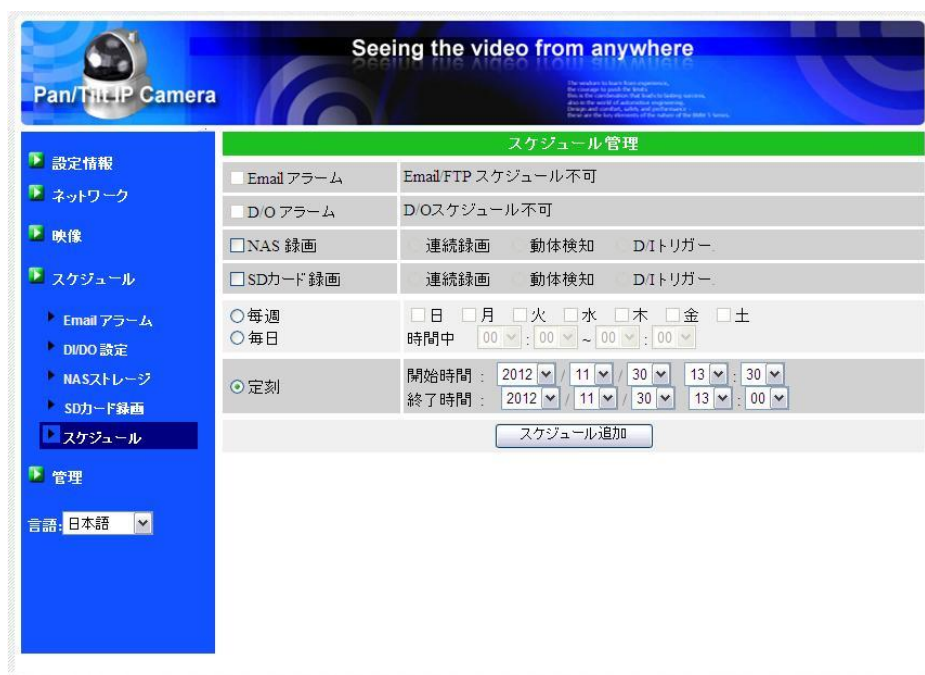 Pan/Tilt IP Camera
Seeing the video from anywhere
設定情報
ネットワーク
映像
スケジュール
Email アラーム
DI/DO 設定
NASストレージ
SDカード録画
スケジュール
管理
言語: 日本語
スケジュール管理
Email アラーム Email/FTP スケジュール不可
D/O アラーム D/Oスケジュール不可
NAS 録画 連続録画 動体検知 D/Iトリガー.
SDカード録画 連続録画 動体検知 D/Iトリガー.
毎週 日 月 火 水 木 金 土
毎日 時間中 00 : 00 ~ 00 : 00
定刻
開始時間 : 2012 / 11 / 30 13 : 30
終了時間 : 2012 / 11 / 30 13 : 00
スケジュール追加